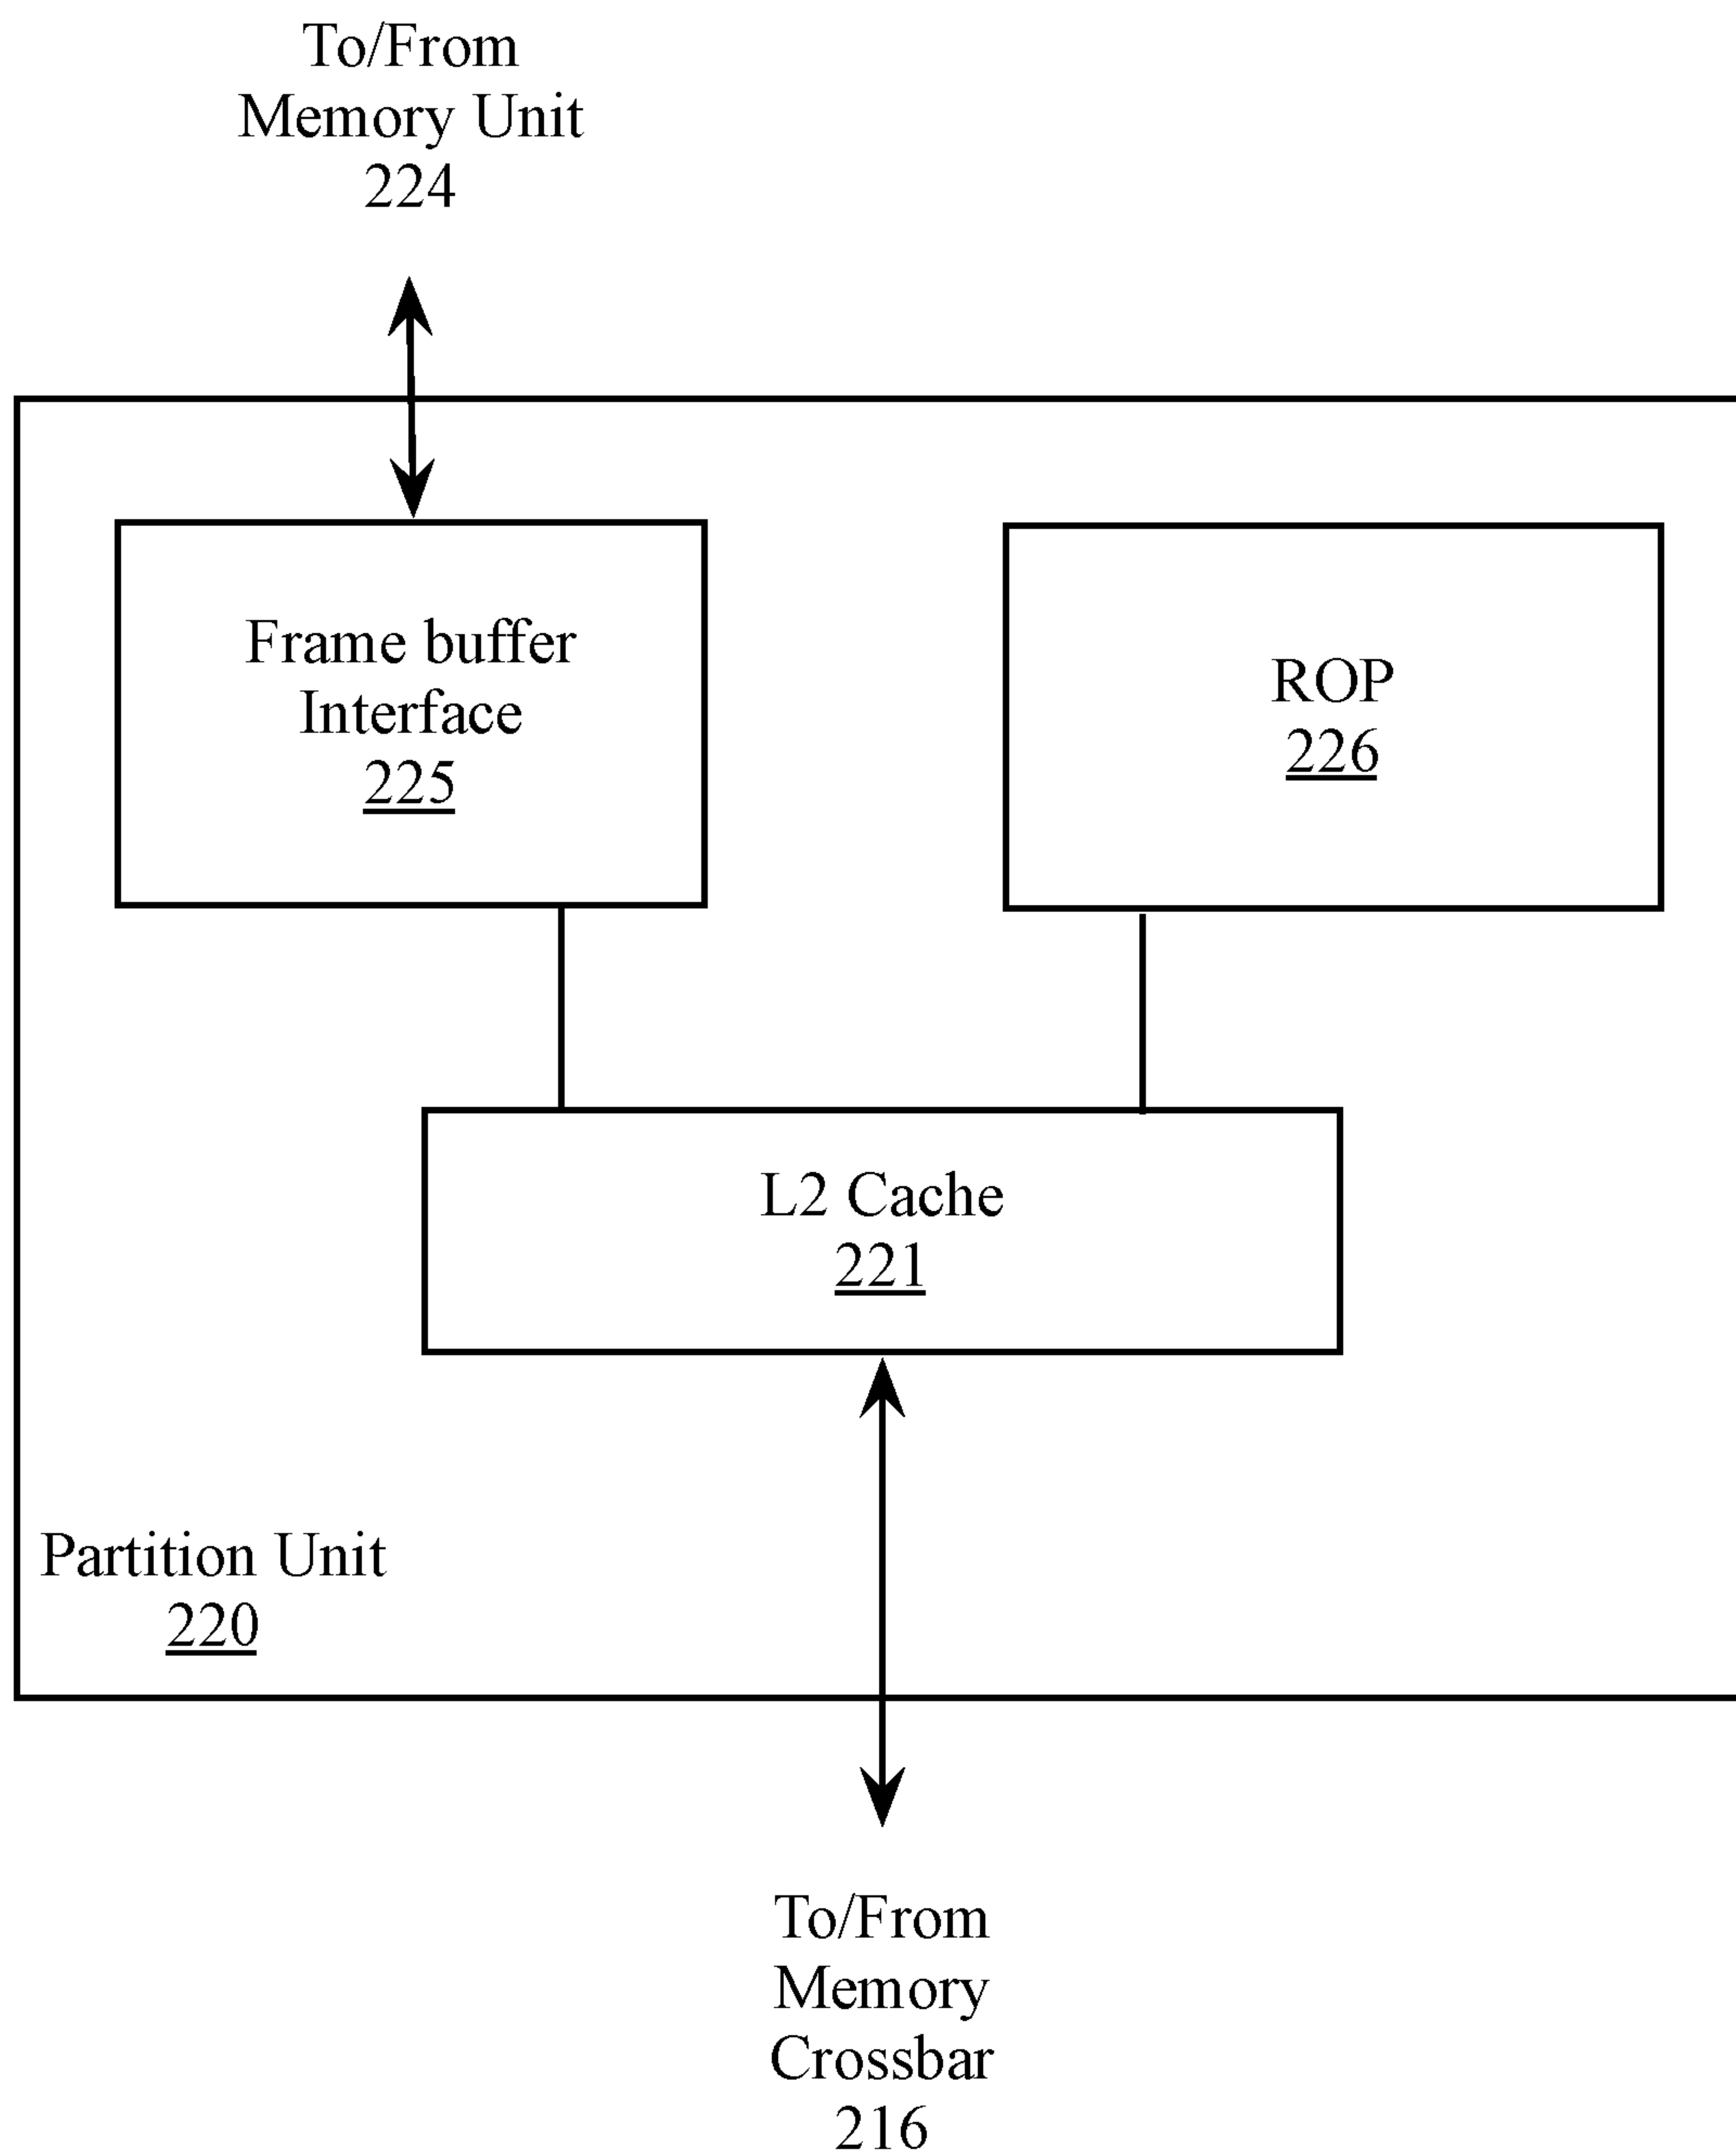 To/From
Memory Unit
224
Frame buffer
Interface
225
ROP
226
L2 Cache
221
Partition Unit
220
To/From
Memory
Crossbar
216